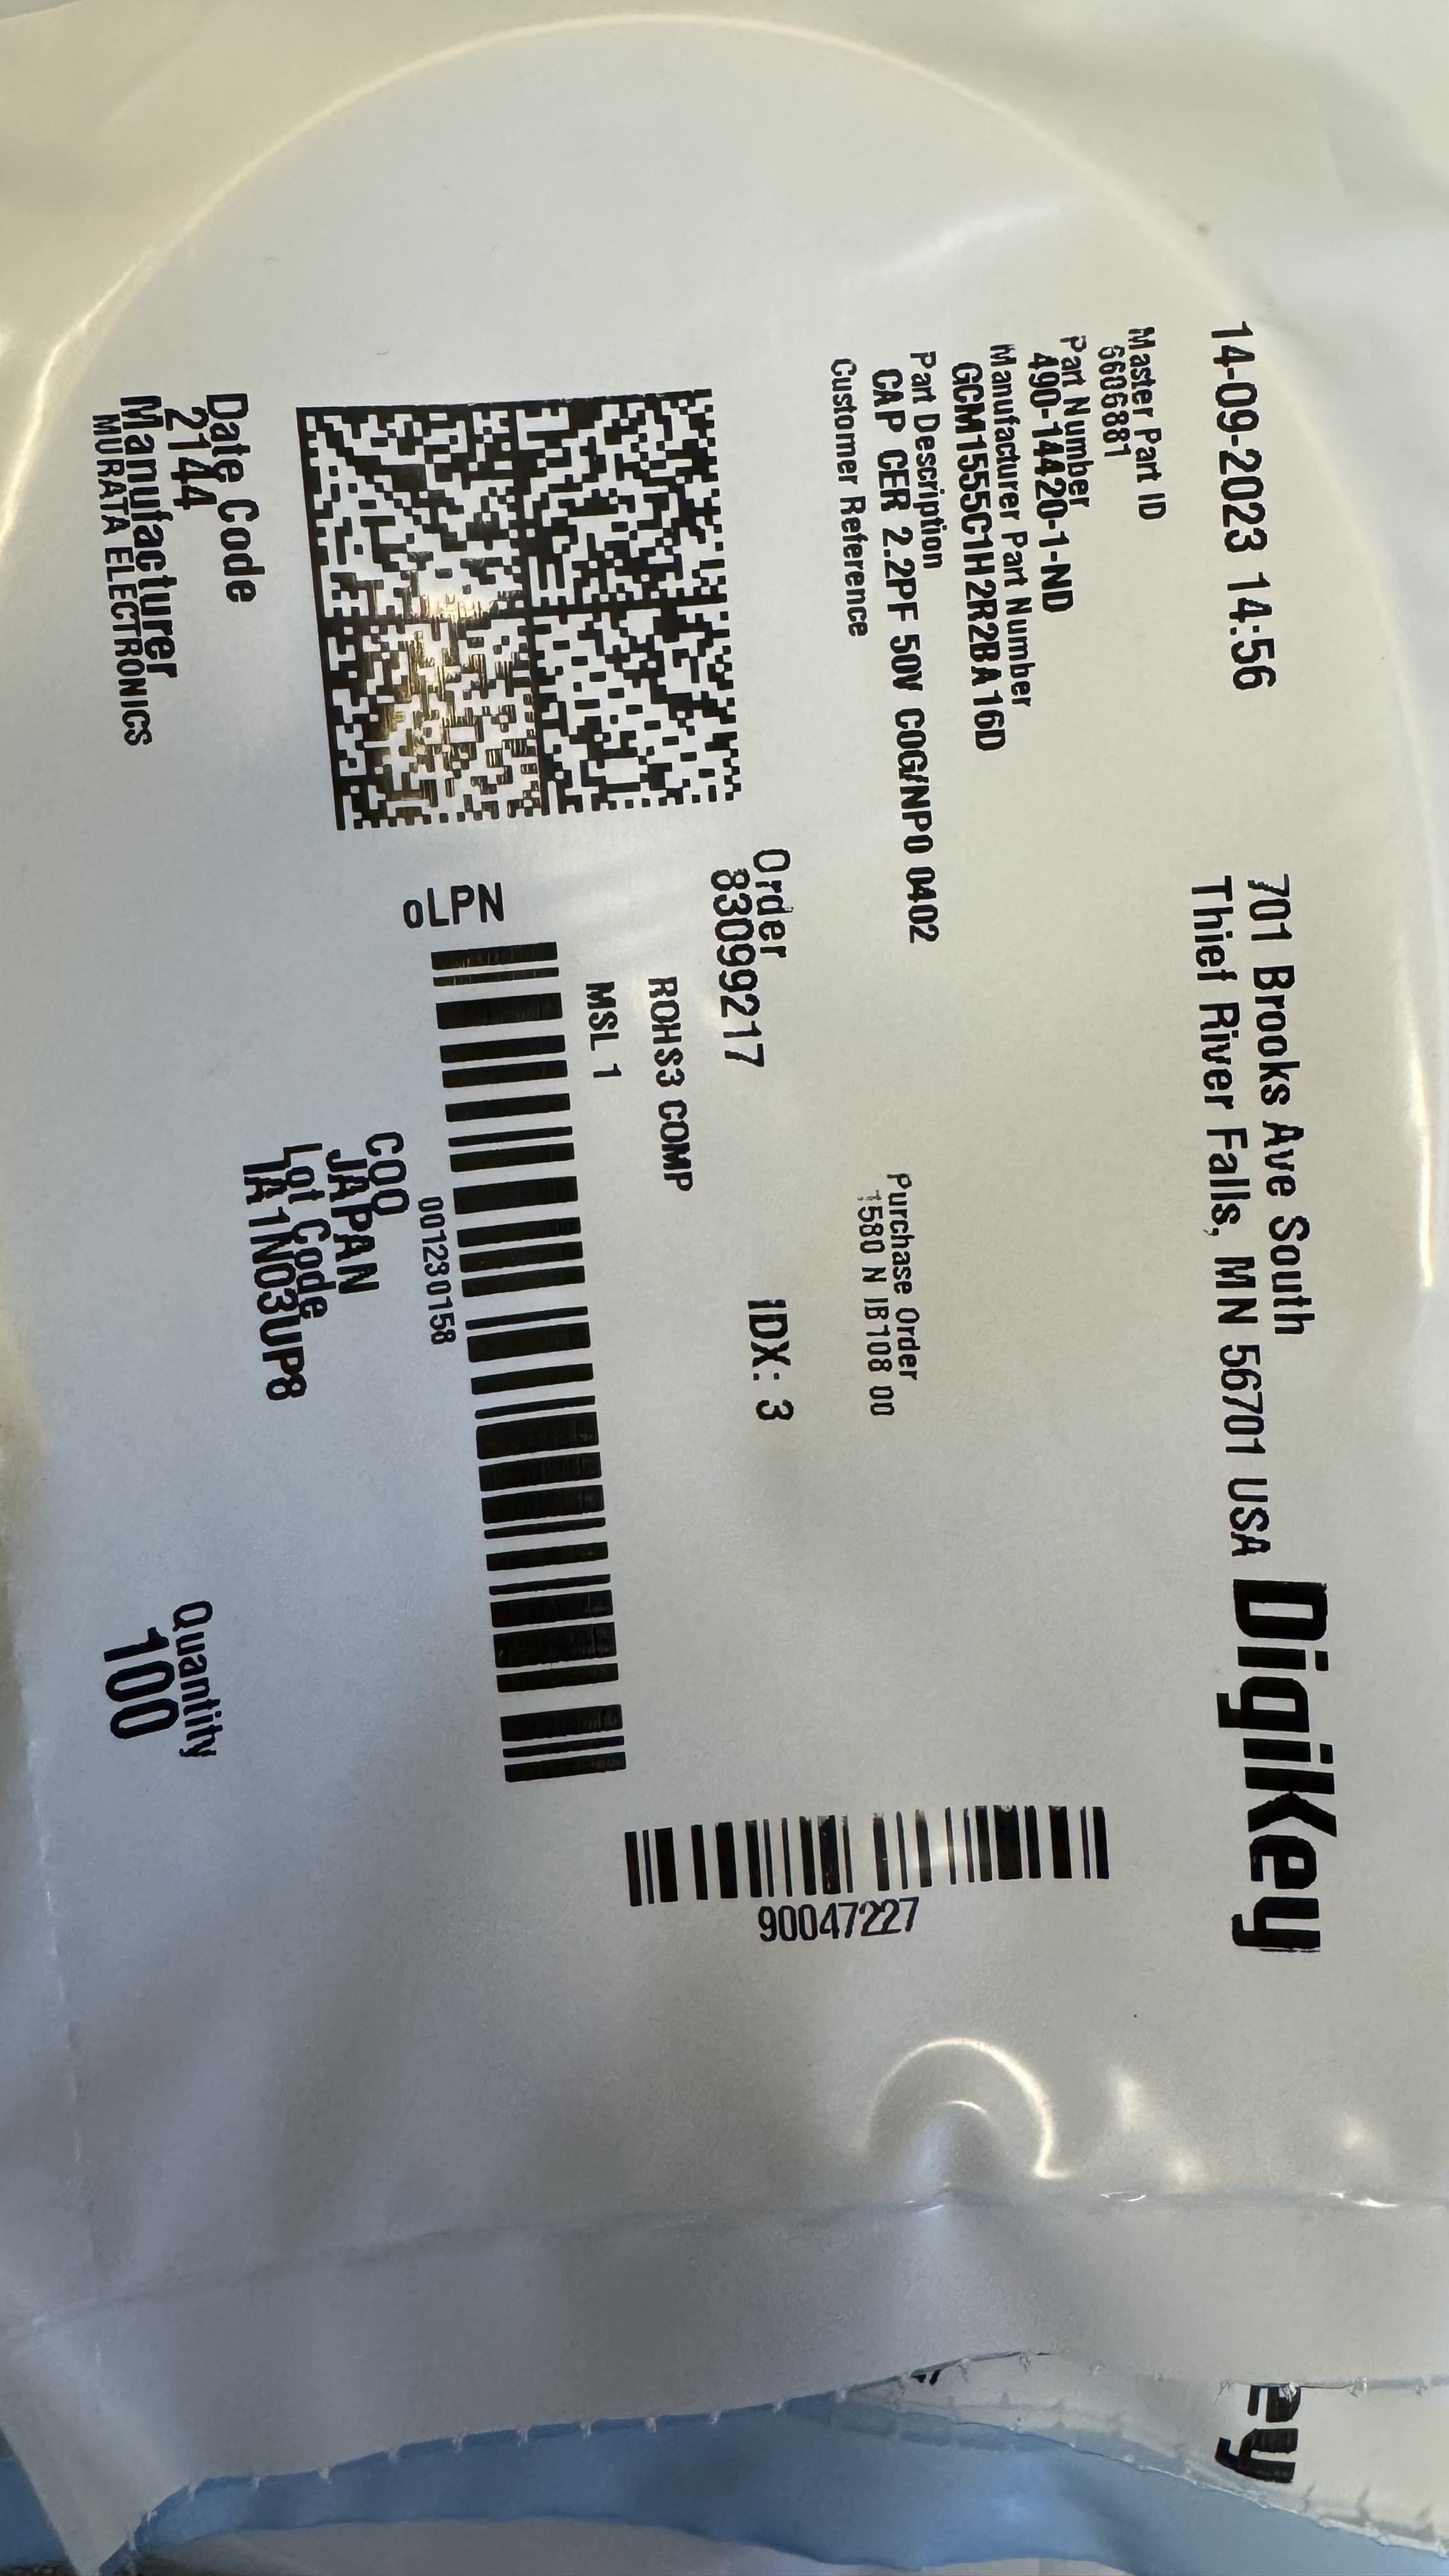 14-09-2023 14:56
701 Brooks Ave South
Thief River Falls, MN 56701 USA
DigiKey
Master Part ID
6606881
Part Number
490-14420-1-ND
Manufacturer Part Number
GCM1555C1H2R2BA16D
Part Description
CAP CER 2.2PF 50V C0G/NP0 0402
Customer Reference
Purchase Order
1580 N IB108 00
Order
83099217
IDX: 3
ROHS3 COMP
MSL 1
oLPN
001230158
90047227
COO
JAPAN
Lot Code
IA1N03UP8
Date Code
2144
Manufacturer
MURATA ELECTRONICS
Quantity
100
ey